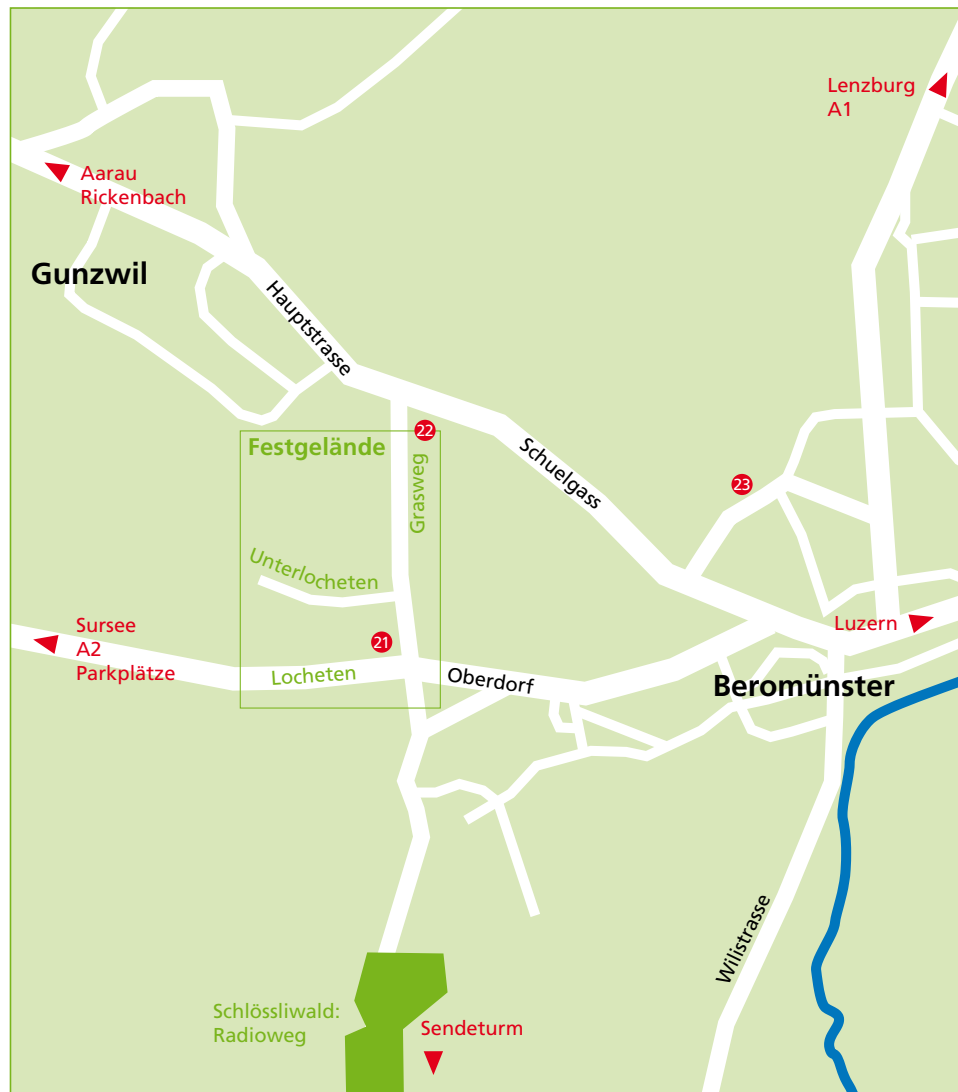 Lenzburg
A1
Aarau
Rickenbach
Gunzwil
Hauptstrasse
22
Festgelände
Schuelgass
Grasweg
23
Unterlocheten
Sursee
A2
Parkplätze
21
Luzern
Locheten
Oberdorf
Beromünster
Wilistrasse
Schlössliwald:
Radioweg
Sendeturm